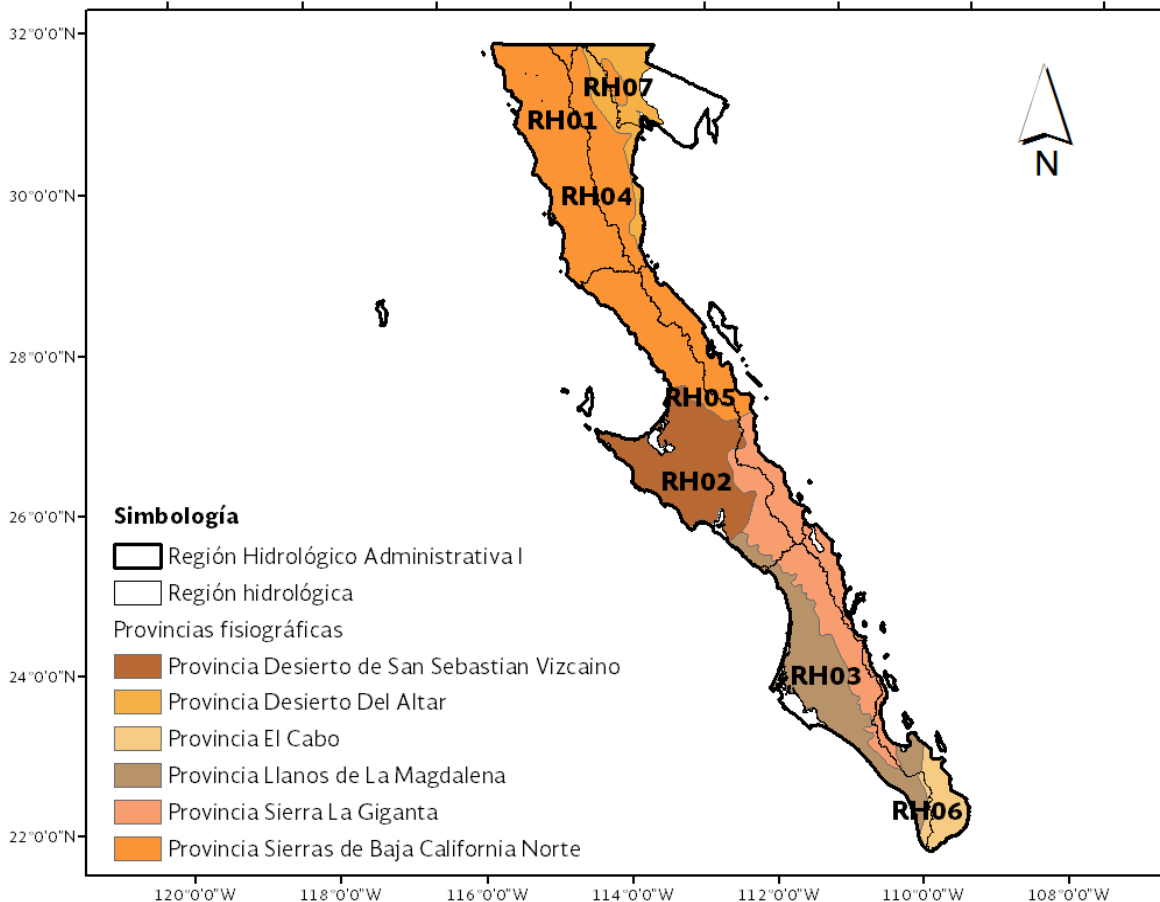 32°0'0"N
30°0'0"N
28°0'0"N
26°0'0"N
24°0'0"N
22°0'0"N
N
RH07
RH01
RH04
RH05
RH02
RH03
RH06
Simbología
Región Hidrológico Administrativa I
Región hidrológica
Provincias fisiográficas
Provincia Desierto de San Sebastian Vizcaino
Provincia Desierto Del Altar
Provincia El Cabo
Provincia Llanos de La Magdalena
Provincia Sierra La Giganta
Provincia Sierras de Baja California Norte
120°0'0"W 118°0'0"W 116°0'0"W 114°0'0"W 112°0'0"W 110°0'0"W 108°0'0"W